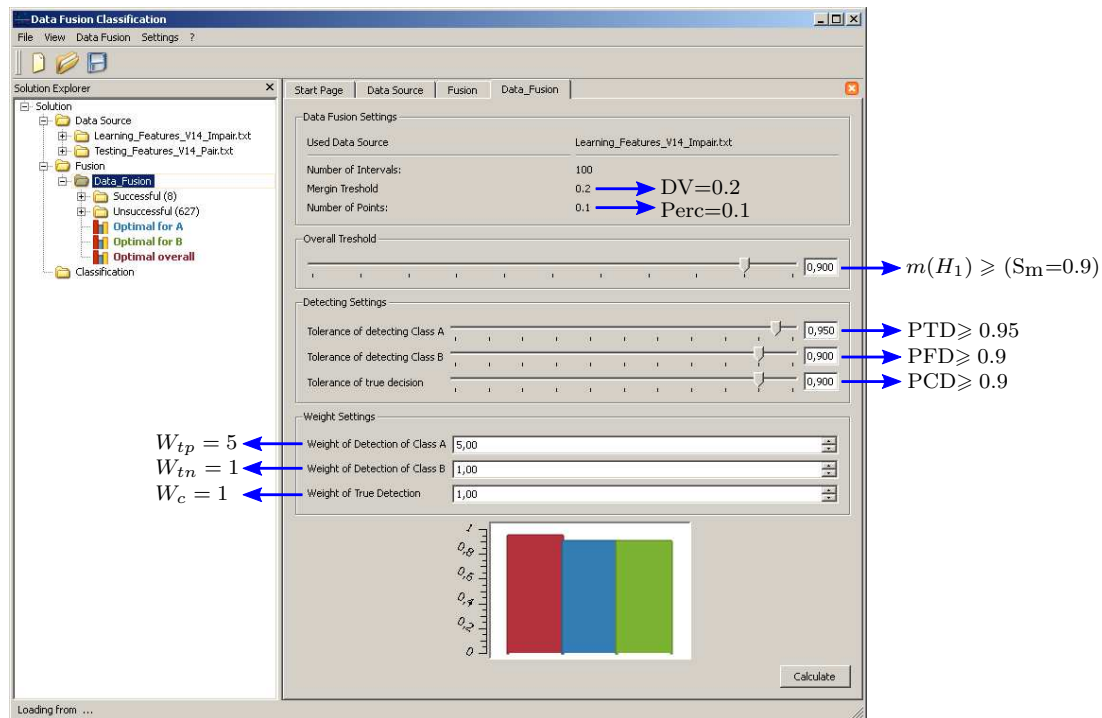 Data Fusion Classification
File View Data Fusion Settings ?
Solution Explorer
Solution
Data Source
Learning_Features_V14_Impair.txt
Testing_Features_V14_Pair.txt
Fusion
Data_Fusion
Successful (8)
Unsuccessful (627)
Optimal for A
Optimal for B
Optimal overall
Classification
Start Page Data Source Fusion Data_Fusion
Data Fusion Settings
Used Data Source Learning_Features_V14_Impair.txt
Number of Intervals: 100
Mergin Treshold 0.2 DV=0.2
Number of Points: 0.1 Perc=0.1
Overall Treshold
0,900 m(H₁) ⩾ (Sm=0.9)
Detecting Settings
Tolerance of detecting Class A 0,950 PTD⩾ 0.95
Tolerance of detecting Class B 0,900 PFD⩾ 0.9
Tolerance of true decision 0,900 PCD⩾ 0.9
Weight Settings
W_tp = 5 Weight of Detection of Class A 5,00
W_tn = 1 Weight of Detection of Class B 1,00
W_c = 1 Weight of True Detection 1,00
1
0,8
0,6
0,4
0,2
0
Calculate
Loading from ...